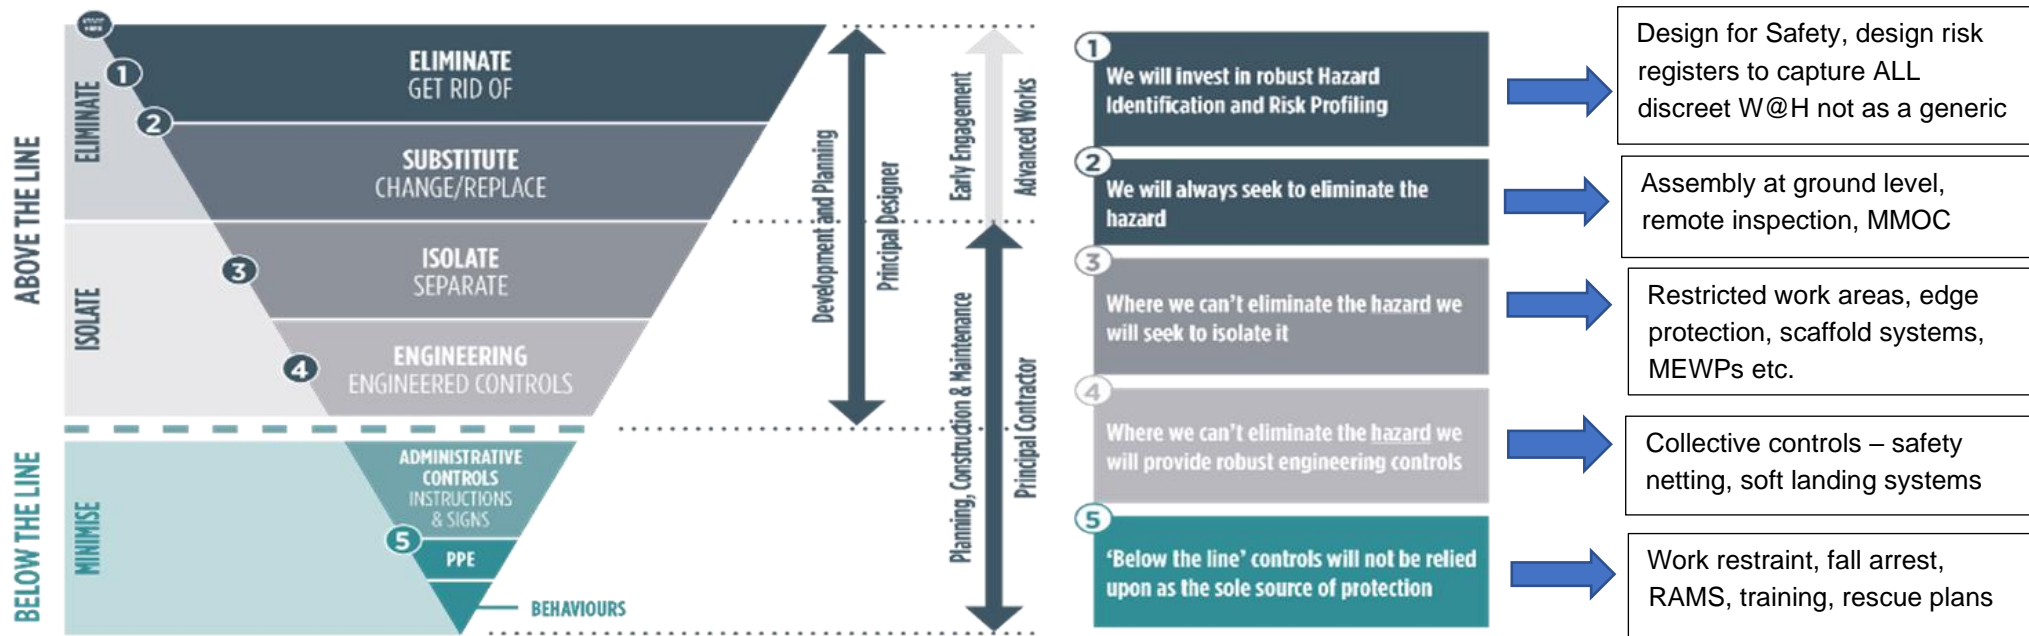 ABOVE THE LINE
BELOW THE LINE
ELIMINATE
ISOLATE
MINIMISE
1
2
3
4
5
ELIMINATE
GET RID OF
SUBSTITUTE
CHANGE/REPLACE
ISOLATE
SEPARATE
ENGINEERING
ENGINEERED CONTROLS
ADMINISTRATIVE
CONTROLS
INSTRUCTIONS
& SIGNS
PPE
BEHAVIOURS
Development and Planning
Principal Designer
Early Engagement
Advanced Works
Planning, Construction & Maintenance
Principal Contractor
1
We will invest in robust Hazard
Identification and Risk Profiling
2
We will always seek to eliminate the
hazard
3
Where we can't eliminate the hazard we
will seek to isolate it
4
Where we can't eliminate the hazard we
will provide robust engineering controls
5
'Below the line' controls will not be relied
upon as the sole source of protection
Design for Safety, design risk
registers to capture ALL
discreet W@H not as a generic
Assembly at ground level,
remote inspection, MMOC
Restricted work areas, edge
protection, scaffold systems,
MEWPs etc.
Collective controls – safety
netting, soft landing systems
Work restraint, fall arrest,
RAMS, training, rescue plans